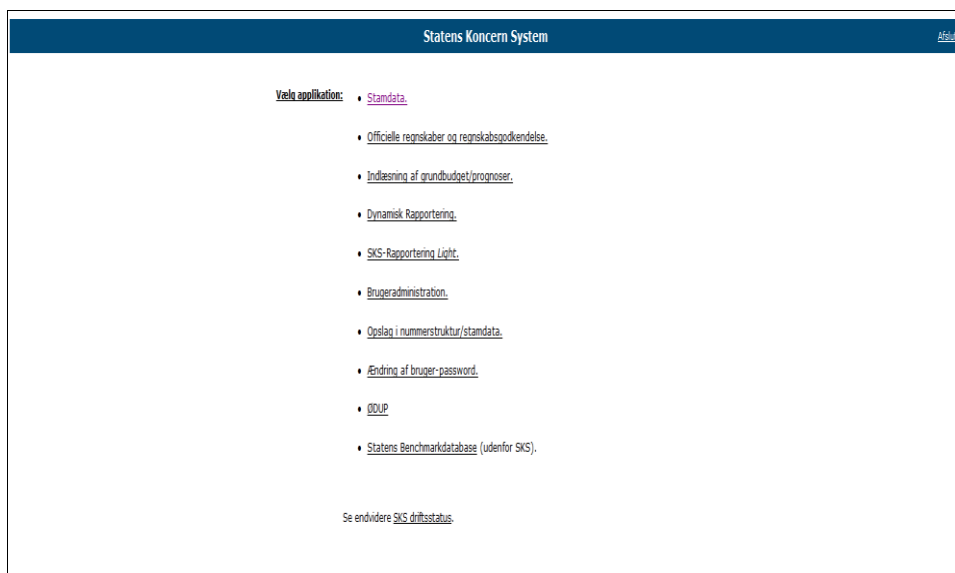 Statens Koncern System
Afslut
Vælg applikation:
Stamdata.
Officielle regnskaber og regnskabsgodkendelse.
Indlæsning af grundbudget/prognoser.
Dynamisk Rapportering.
SKS-Rapportering Light.
Brugeradministration.
Opslag i nummerstruktur/stamdata.
Ændring af bruger-password.
ØDUP
Statens Benchmarkdatabase (udenfor SKS).
Se endvidere SKS driftsstatus.